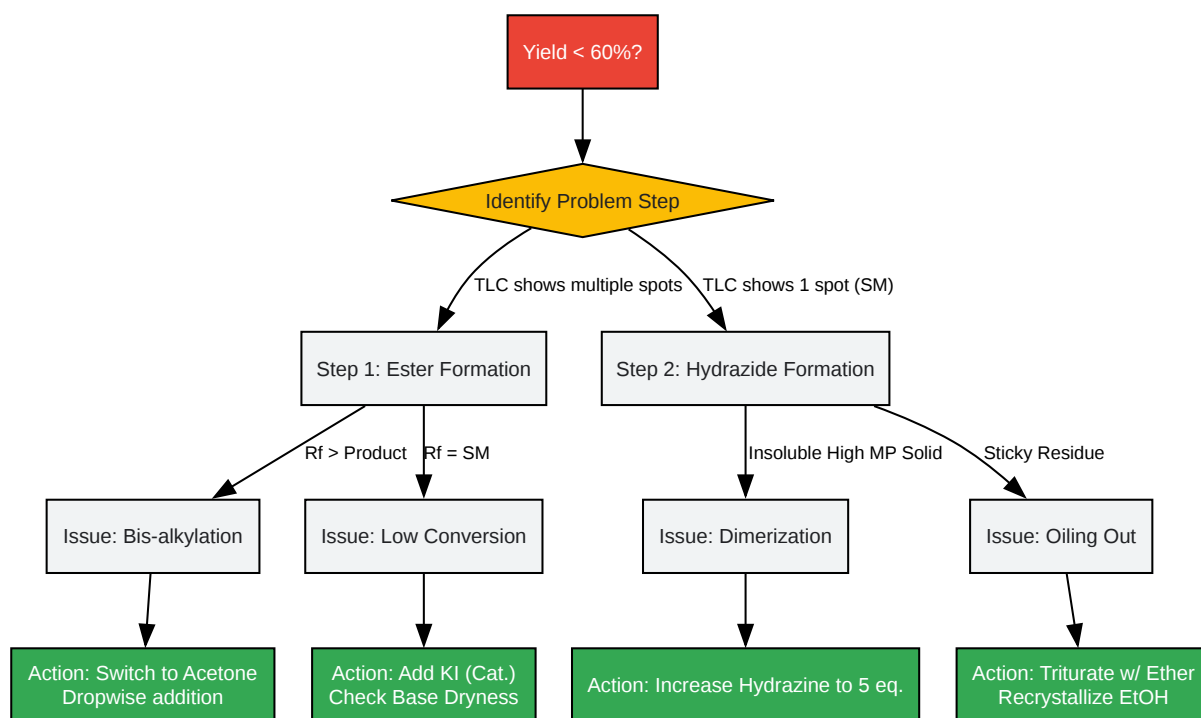 Yield < 60%?
Identify Problem Step
TLC shows multiple spots
TLC shows 1 spot (SM)
Step 1: Ester Formation
Step 2: Hydrazide Formation
Rf > Product
Rf = SM
Insoluble High MP Solid
Sticky Residue
Issue: Bis-alkylation
Issue: Low Conversion
Issue: Dimerization
Issue: Oiling Out
Action: Switch to Acetone
Dropwise addition
Action: Add KI (Cat.)
Check Base Dryness
Action: Increase Hydrazine to 5 eq.
Action: Triturate w/ Ether
Recrystallize EtOH